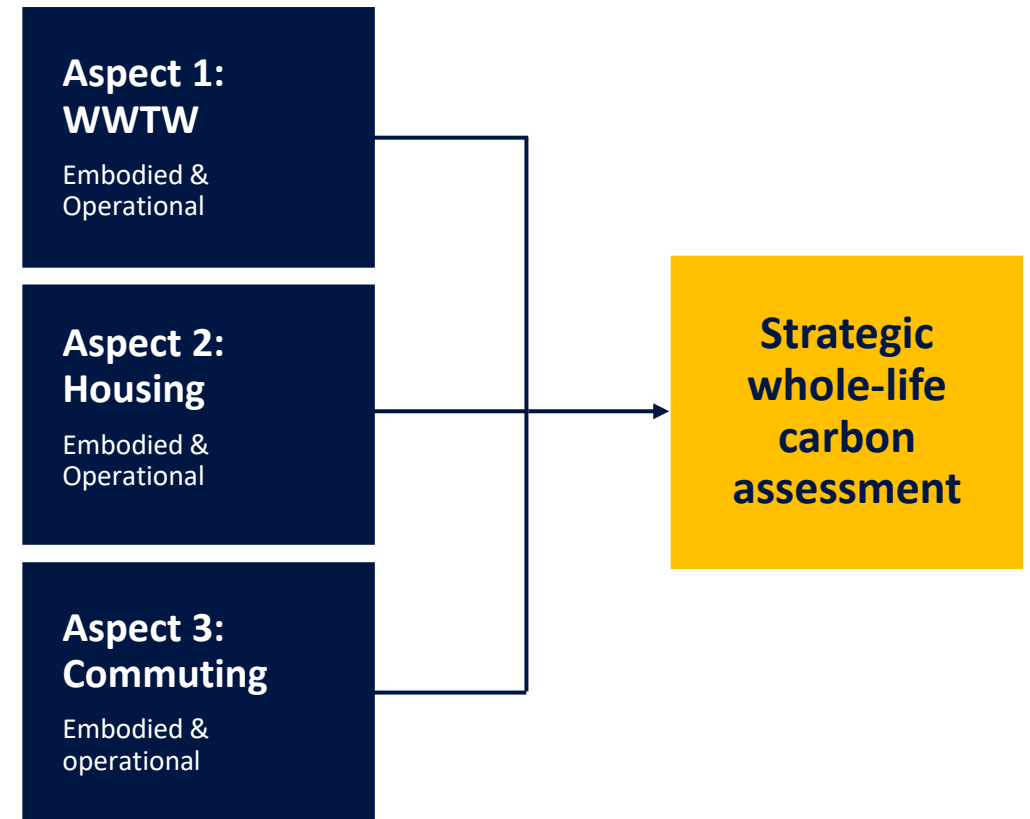 Aspect 1:
WWTW
Embodied &
Operational
Aspect 2:
Housing
Embodied &
Operational
Aspect 3:
Commuting
Embodied &
operational
Strategic
whole-life
carbon
assessment